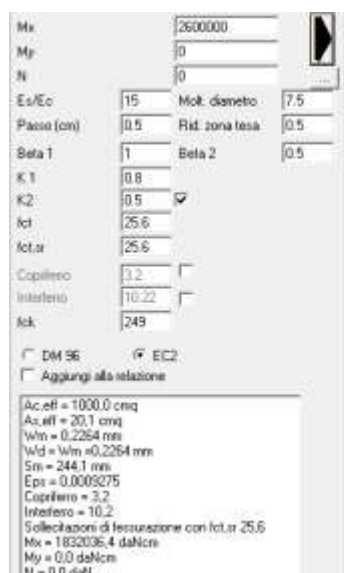 Mx 2600000
My 0
N 0
...
Es/Ec 15 Molt. diametro 7.5
Passo (cm) 0.5 Rid. zona tesa 0.5
Beta 1 1 Beta 2 0.5
K 1 0.8
K2 0.5
fct 25.6
fct,sr 25.6
Copriferro 3.2
Interferro 10.22
fck 249
DM 96 EC2
Aggiungi alla relazione
Ac,eff = 1000,0 cmq
As,eff = 20,1 cmq
Wm = 0,2264 mm
Wd = Wm =0,2264 mm
Sm = 244,1 mm
Eps = 0,0009275
Copriferro = 3,2
Interferro = 10,2
Sollecitazioni di fessurazione con fct,sr 25,6
Mx = 1832036,4 daNcm
My = 0,0 daNcm
N = 0,0 daN